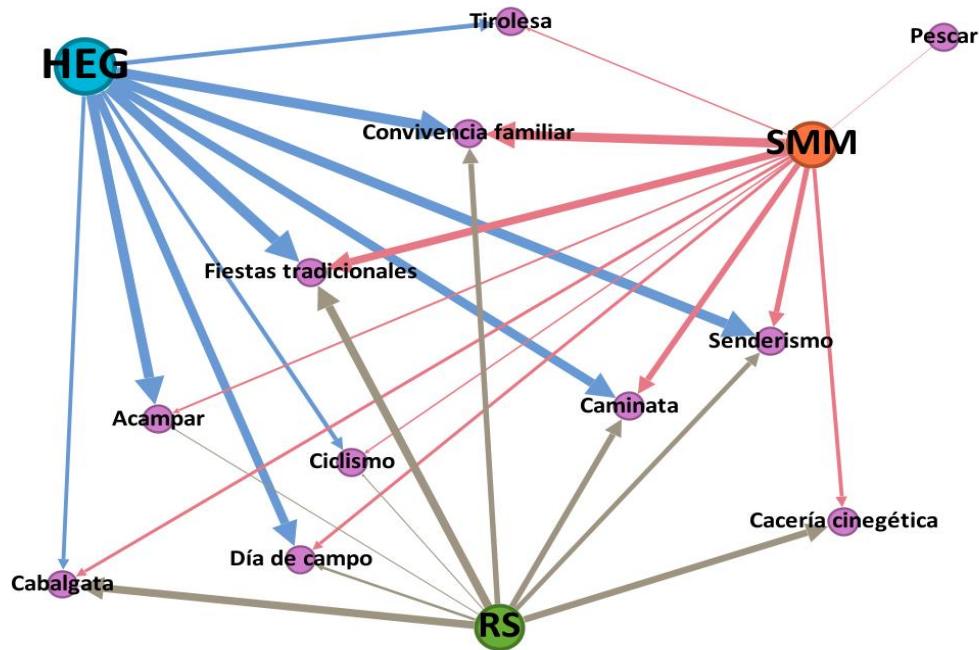 Tirolesa
Pescar
HEG
Convivencia familiar
SMM
Fiestas tradicionales
Senderismo
Caminata
Acampar
Ciclismo
Cacería cinegética
Día de campo
Cabalgata
RS